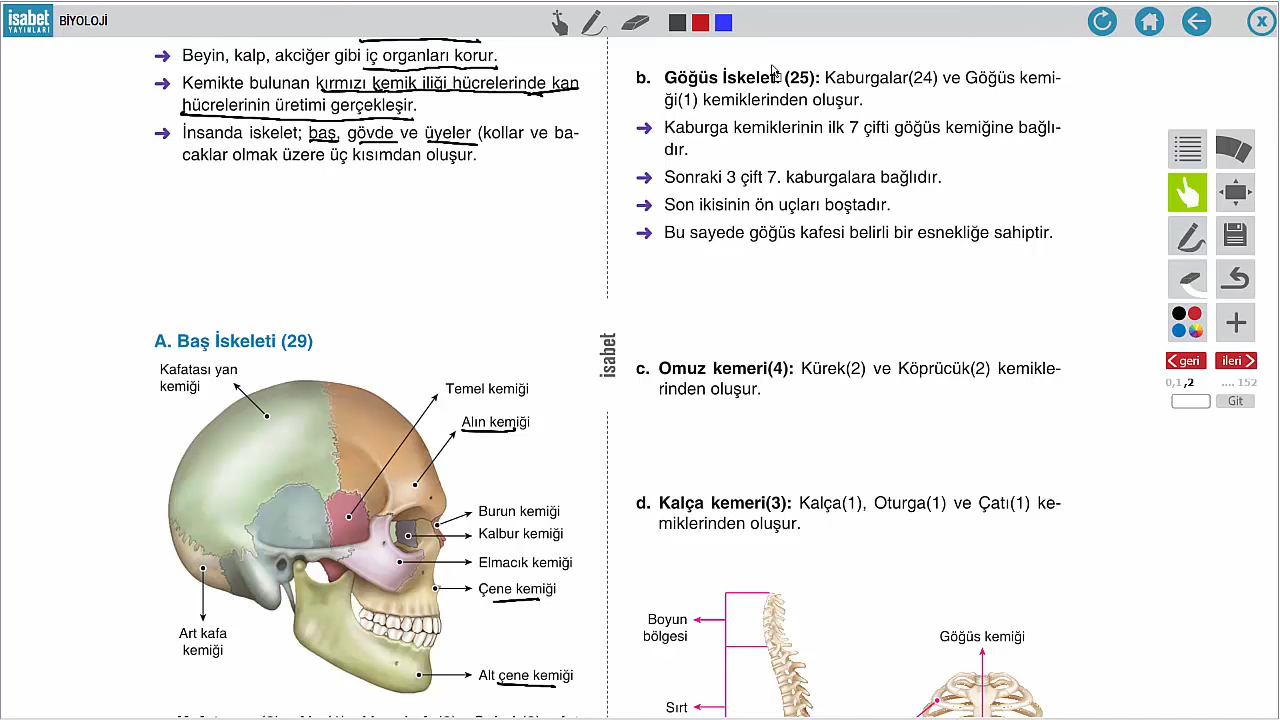 isabet
YAYINLARI
BİYOLOJİ
Beyin, kalp, akciğer gibi iç organları korur.
Kemikte bulunan kırmızı kemik iliği hücrelerinde kan
hücrelerinin üretimi gerçekleşir.
İnsanda iskelet; baş, gövde ve üyeler (kollar ve ba-
caklar olmak üzere üç kısımdan oluşur.
A. Baş İskeleti (29)
Kafatası yan
kemiği
Temel kemiği
Alın kemiği
Burun kemiği
Kalbur kemiği
Elmacık kemiği
Çene kemiği
Art kafa
kemiği
Alt çene kemiği
isabet
b. Göğüs İskeleti (25): Kaburgalar(24) ve Göğüs kemi-
ği(1) kemiklerinden oluşur.
Kaburga kemiklerinin ilk 7 çifti göğüs kemiğine bağlı-
dır.
Sonraki 3 çift 7. kaburgalara bağlıdır.
Son ikisinin ön uçları boştadır.
Bu sayede göğüs kafesi belirli bir esnekliğe sahiptir.
c. Omuz kemeri(4): Kürek(2) ve Köprücük(2) kemikle-
rinden oluşur.
d. Kalça kemeri(3): Kalça(1), Oturga(1) ve Çatı(1) ke-
miklerinden oluşur.
Boyun
bölgesi
Göğüs kemiği
Sırt
geri
ileri
0,1,2 .... 152
Git